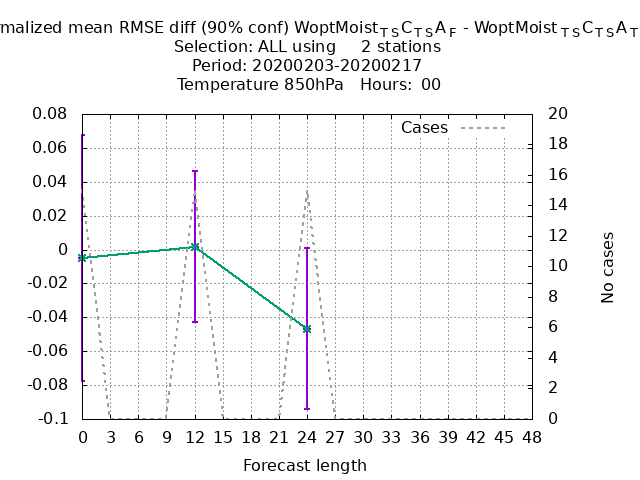 rmalized mean RMSE diff (90% conf) WoptMoist_TSC_TSA_F - WoptMoist_TSC_TSA_T
Selection: ALL using 2 stations
Period: 20200203-20200217
Temperature 850hPa Hours: 00
Cases
0.08
0.06
0.04
0.02
0
-0.02
-0.04
-0.06
-0.08
-0.1
20
18
16
14
12
10
8
6
4
2
0
No cases
0 3 6 9 12 15 18 21 24 27 30 33 36 39 42 45 48
Forecast length